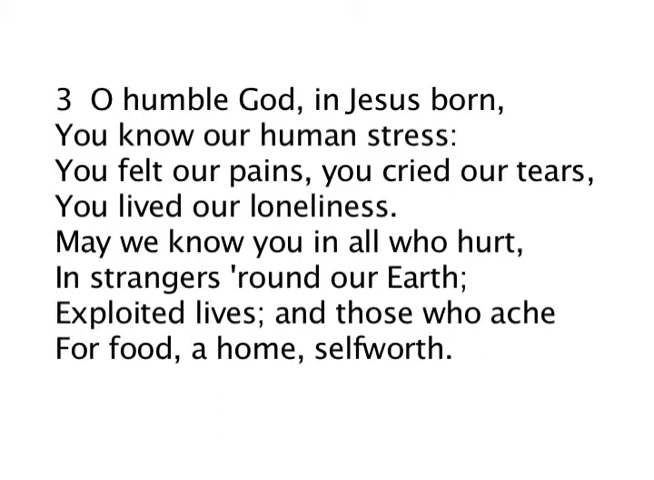 3 O humble God, in Jesus born,
You know our human stress:
You felt our pains, you cried our tears,
You lived our loneliness.
May we know you in all who hurt,
In strangers 'round our Earth;
Exploited lives; and those who ache
For food, a home, selfworth.